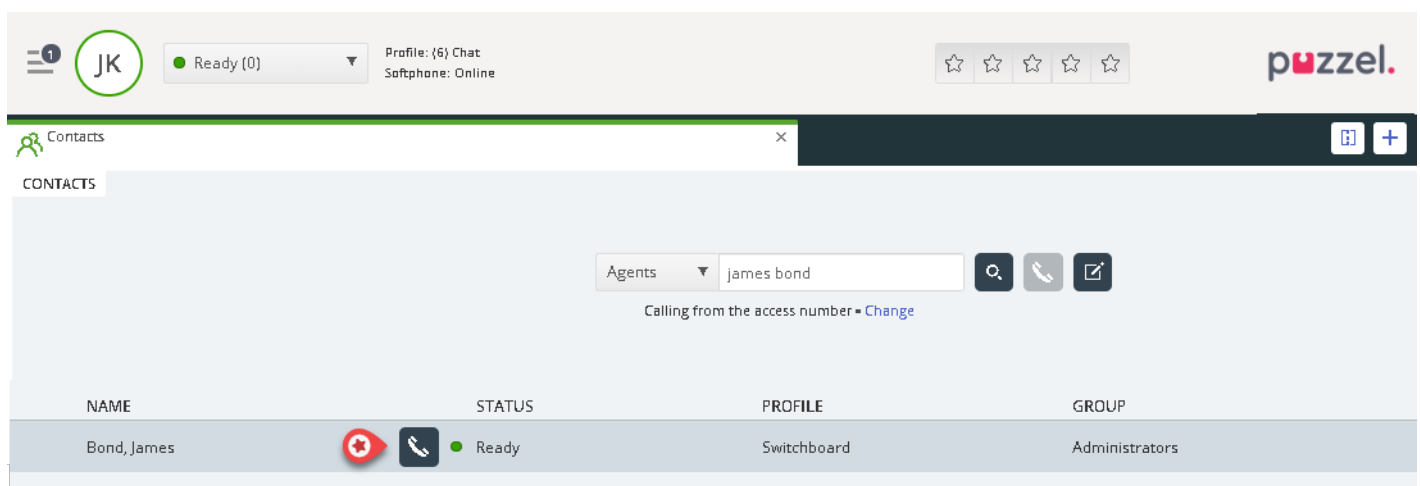 1
JK
Ready (0)
Profile: (6) Chat
Softphone: Online
puzzel.
Contacts
CONTACTS
Agents
james bond
Calling from the access number - Change
NAME STATUS PROFILE GROUP
Bond, James Ready Switchboard Administrators